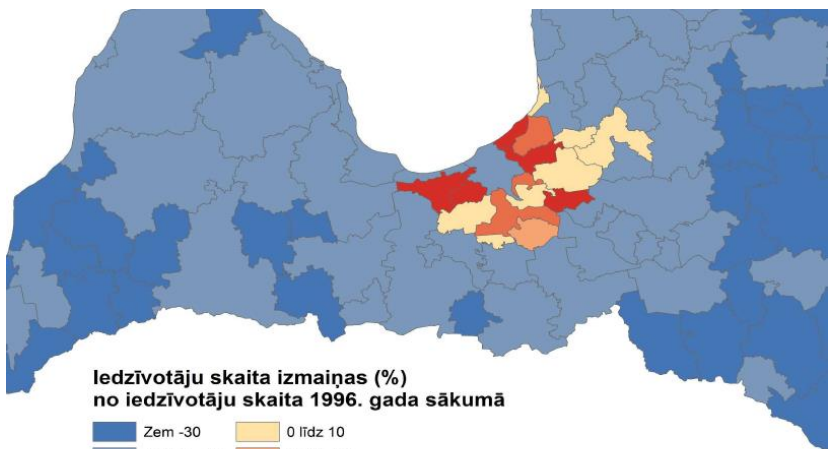 Iedzīvotāju skaita izmaiņas (%)
no iedzīvotāju skaita 1996. gada sākumā
Zem -30 0 līdz 10